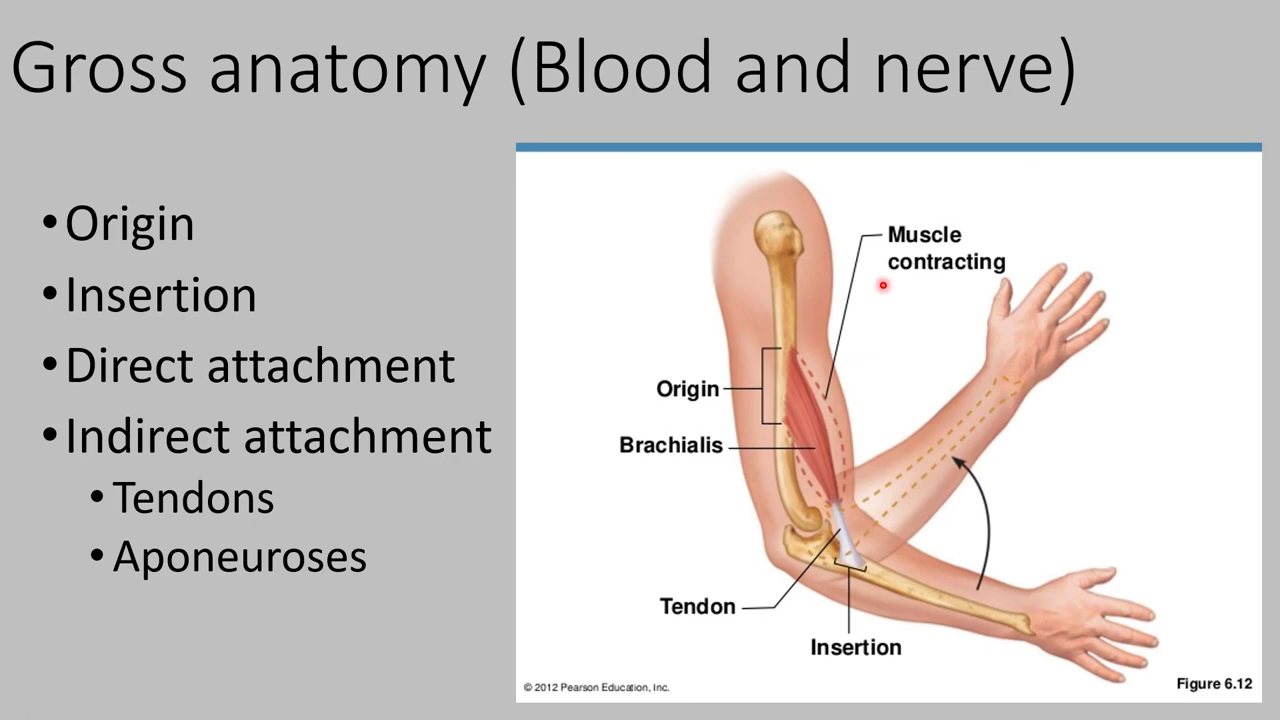 Gross anatomy (Blood and nerve)
•Origin
•Insertion
•Direct attachment
•Indirect attachment
•Tendons
•Aponeuroses
Muscle
contracting
Origin
Brachialis
Tendon
Insertion
© 2012 Pearson Education, Inc.
Figure 6.12